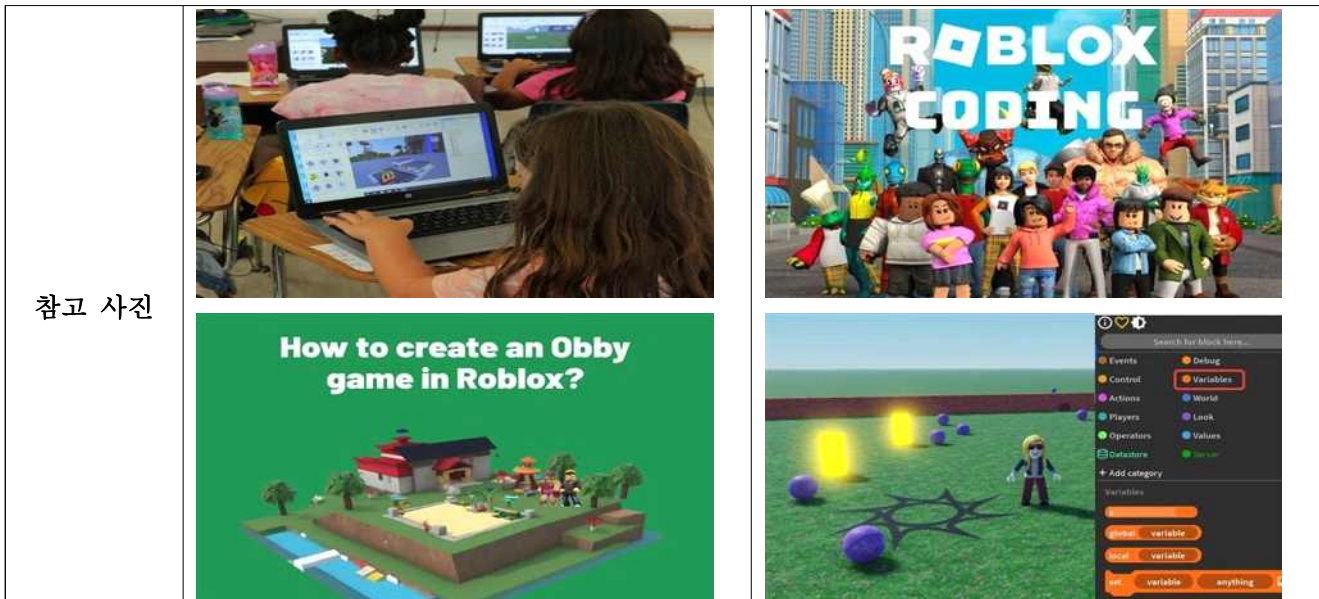 참고 사진
ROBLOX
CODING
How to create an Obby
game in Roblox?
Search for block here...
Events
Debug
Control
Variables
Actions
World
Players
Look
Operators
Values
Datastore
Server
+ Add category
Variables
global variable
local variable
set variable anything